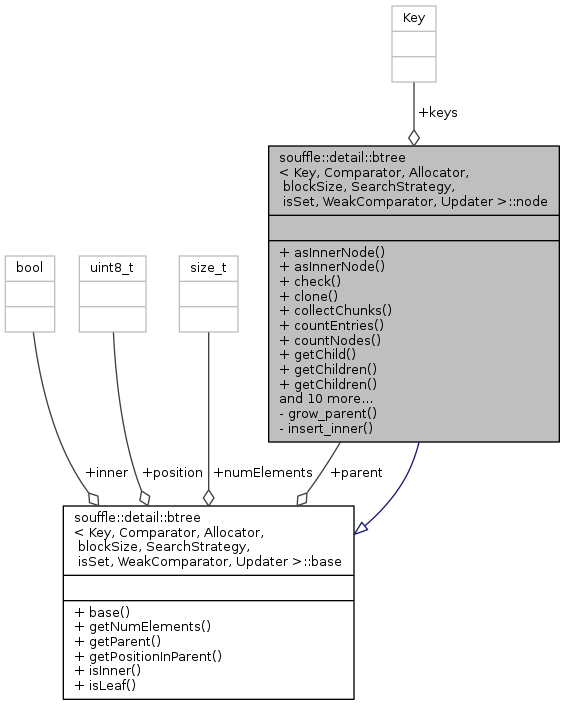 Key
+keys
souffle::detail::btree
< Key, Comparator, Allocator,
blockSize, SearchStrategy,
isSet, WeakComparator, Updater >::node
+ asInnerNode()
+ asInnerNode()
+ check()
+ clone()
+ collectChunks()
+ countEntries()
+ countNodes()
+ getChild()
+ getChildren()
+ getChildren()
and 10 more...
- grow_parent()
- insert_inner()
bool
uint8_t
size_t
+inner
+position
+numElements
+parent
souffle::detail::btree
< Key, Comparator, Allocator,
blockSize, SearchStrategy,
isSet, WeakComparator, Updater >::base
+ base()
+ getNumElements()
+ getParent()
+ getPositionInParent()
+ isInner()
+ isLeaf()